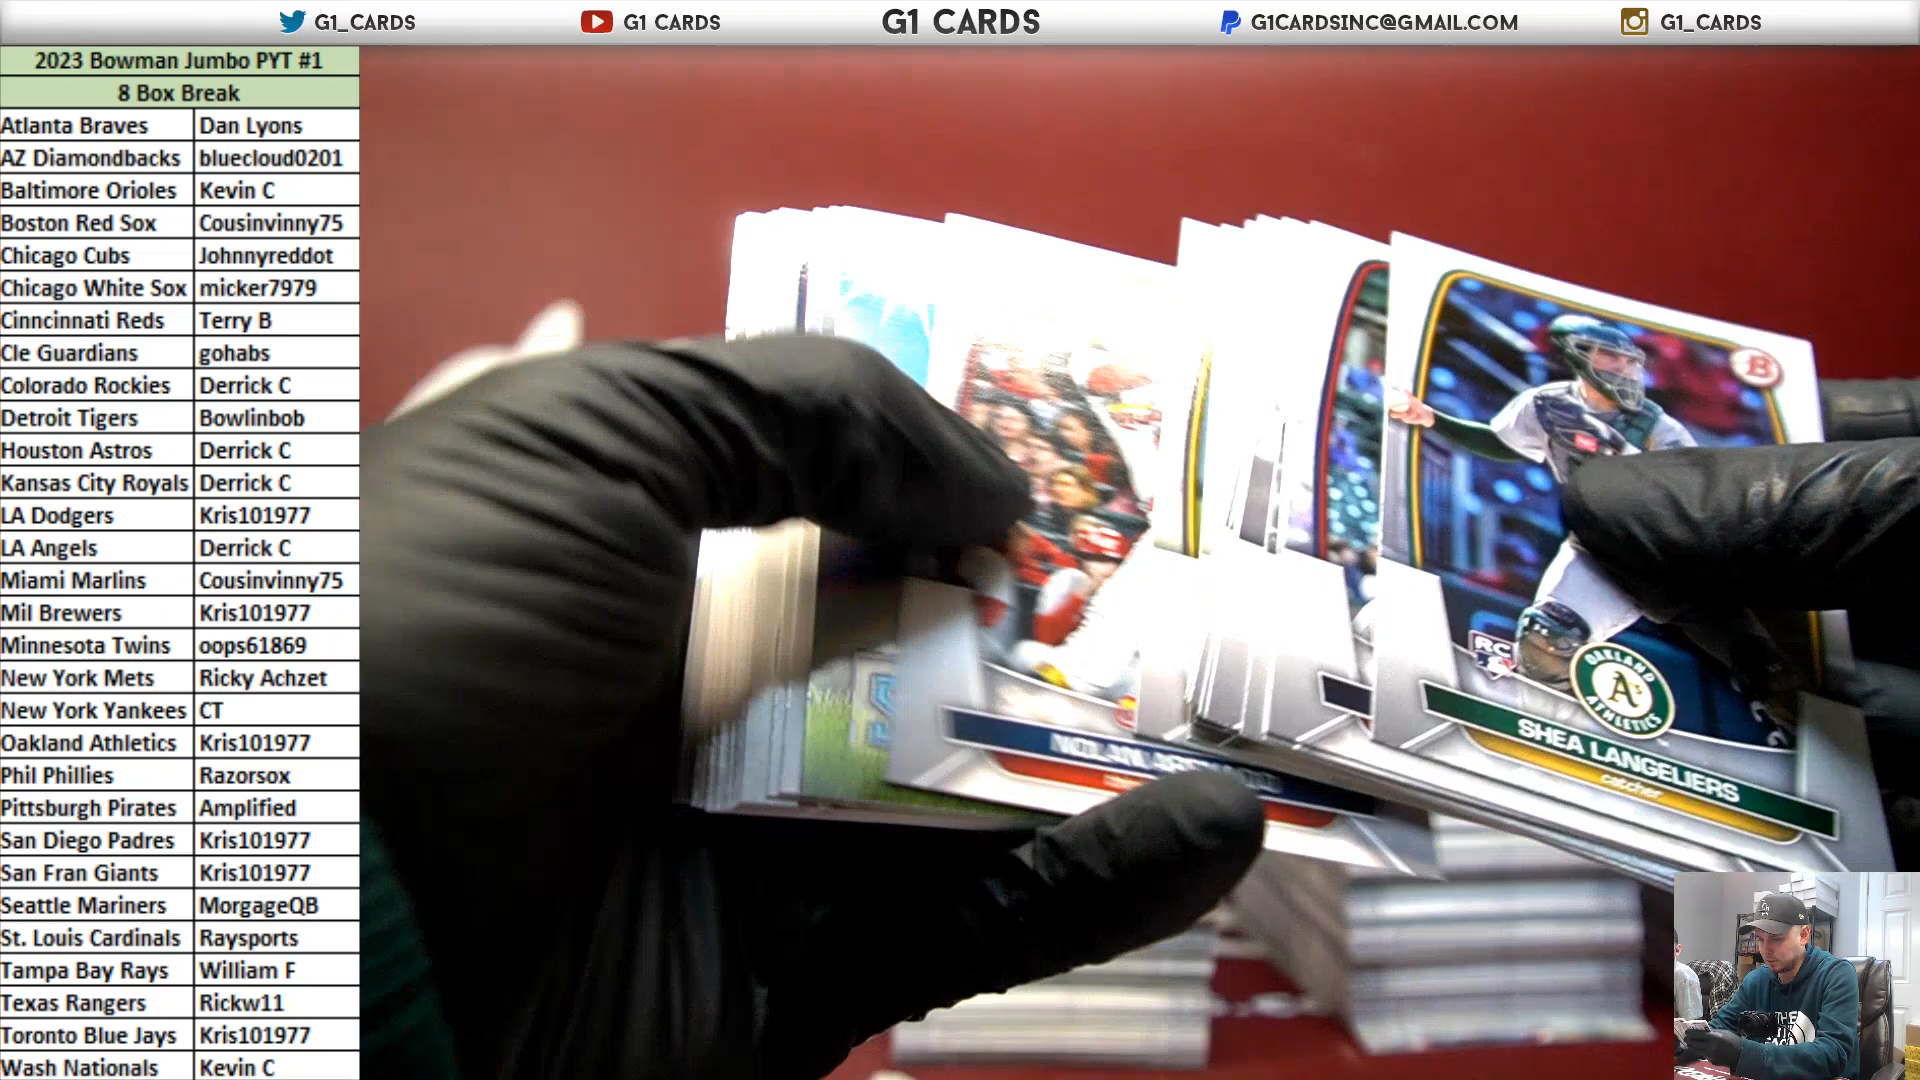 G1_CARDS
G1 CARDS
G1 CARDS
G1CARDSINC@GMAIL.COM
G1_CARDS
2023 Bowman Jumbo PYT #1
8 Box Break
Atlanta Braves Dan Lyons
AZ Diamondbacks bluecloud0201
Baltimore Orioles Kevin C
Boston Red Sox Cousinvinny75
Chicago Cubs Johnnyreddot
Chicago White Sox micker7979
Cinncinnati Reds Terry B
Cle Guardians gohabs
Colorado Rockies Derrick C
Detroit Tigers Bowlinbob
Houston Astros Derrick C
Kansas City Royals Derrick C
LA Dodgers Kris101977
LA Angels Derrick C
Miami Marlins Cousinvinny75
Mil Brewers Kris101977
Minnesota Twins oops61869
New York Mets Ricky Achzet
New York Yankees CT
Oakland Athletics Kris101977
Phil Phillies Razorsox
Pittsburgh Pirates Amplified
San Diego Padres Kris101977
San Fran Giants Kris101977
Seattle Mariners MorgageQB
St. Louis Cardinals Raysports
Tampa Bay Rays William F
Texas Rangers Rickw11
Toronto Blue Jays Kris101977
Wash Nationals Kevin C
B
RC
OAKLAND
A's
ATHLETICS
SHEA LANGELIERS
catcher
NOLAN